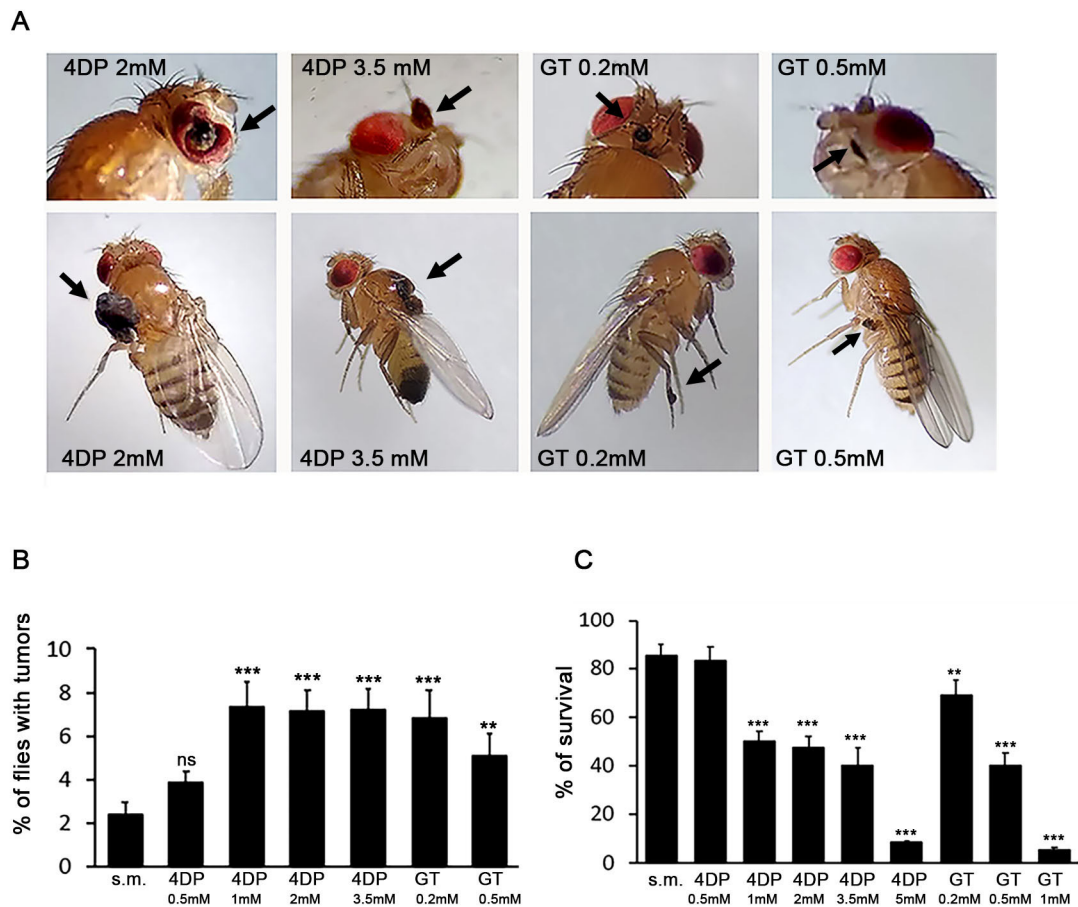 A
4DP 2mM
4DP 3.5 mM
GT 0.2mM
GT 0.5mM
4DP 2mM
4DP 3.5 mM
GT 0.2mM
GT 0.5mM
B
% of flies with tumors
10
8
6
4
2
0
ns
***
***
***
***
**
s.m. 4DP 4DP 4DP 4DP GT GT
0.5mM 1mM 2mM 3.5mM 0.2mM 0.5mM
C
% of survival
100
80
60
40
20
0
***
***
***
***
**
***
***
s.m. 4DP 4DP 4DP 4DP 4DP GT GT GT
0.5mM 1mM 2mM 3.5mM 5mM 0.2mM 0.5mM 1mM